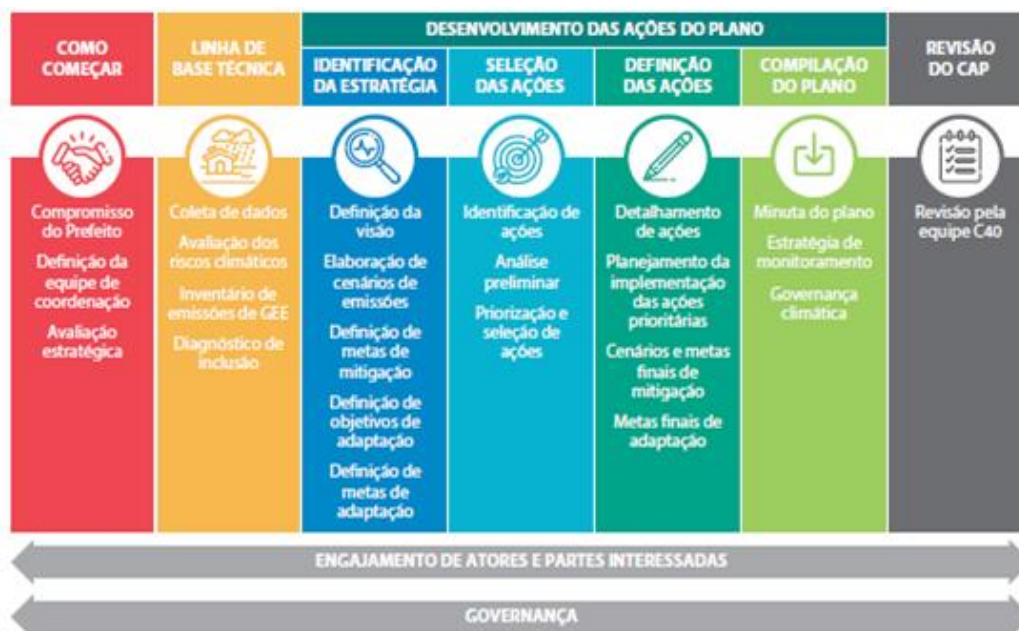 COMO
COMEÇAR
LINHA DE
BASE TÉCNICA
DESENVOLVIMENTO DAS AÇÕES DO PLANO
IDENTIFICAÇÃO
DA ESTRATÉGIA
SELEÇÃO
DAS AÇÕES
DEFINIÇÃO
DAS AÇÕES
COMPILAÇÃO
DO PLANO
REVISÃO
DO CAP
Compromisso
do Prefeito
Definição da
equipe de
coordenação
Avaliação
estratégica
Coleta de dados
Avaliação dos
riscos climáticos
Inventário de
emissões de GEE
Diagnóstico de
inclusão
Definição da
visão
Elaboração de
cenários de
emissões
Definição de
metas de
mitigação
Definição de
objetivos de
adaptação
Definição de
metas de
adaptação
Identificação de
ações
Análise
preliminar
Priorização e
seleção de
ações
Detalhamento
de ações
Planejamento da
implementação
das ações
prioritárias
Cenários e metas
finais de
mitigação
Metas finais de
adaptação
Minuta do plano
Estratégia de
monitoramento
Governança
climática
Revisão pela
equipe C40
ENGAJAMENTO DE ATORES E PARTES INTERESSADAS
GOVERNANÇA